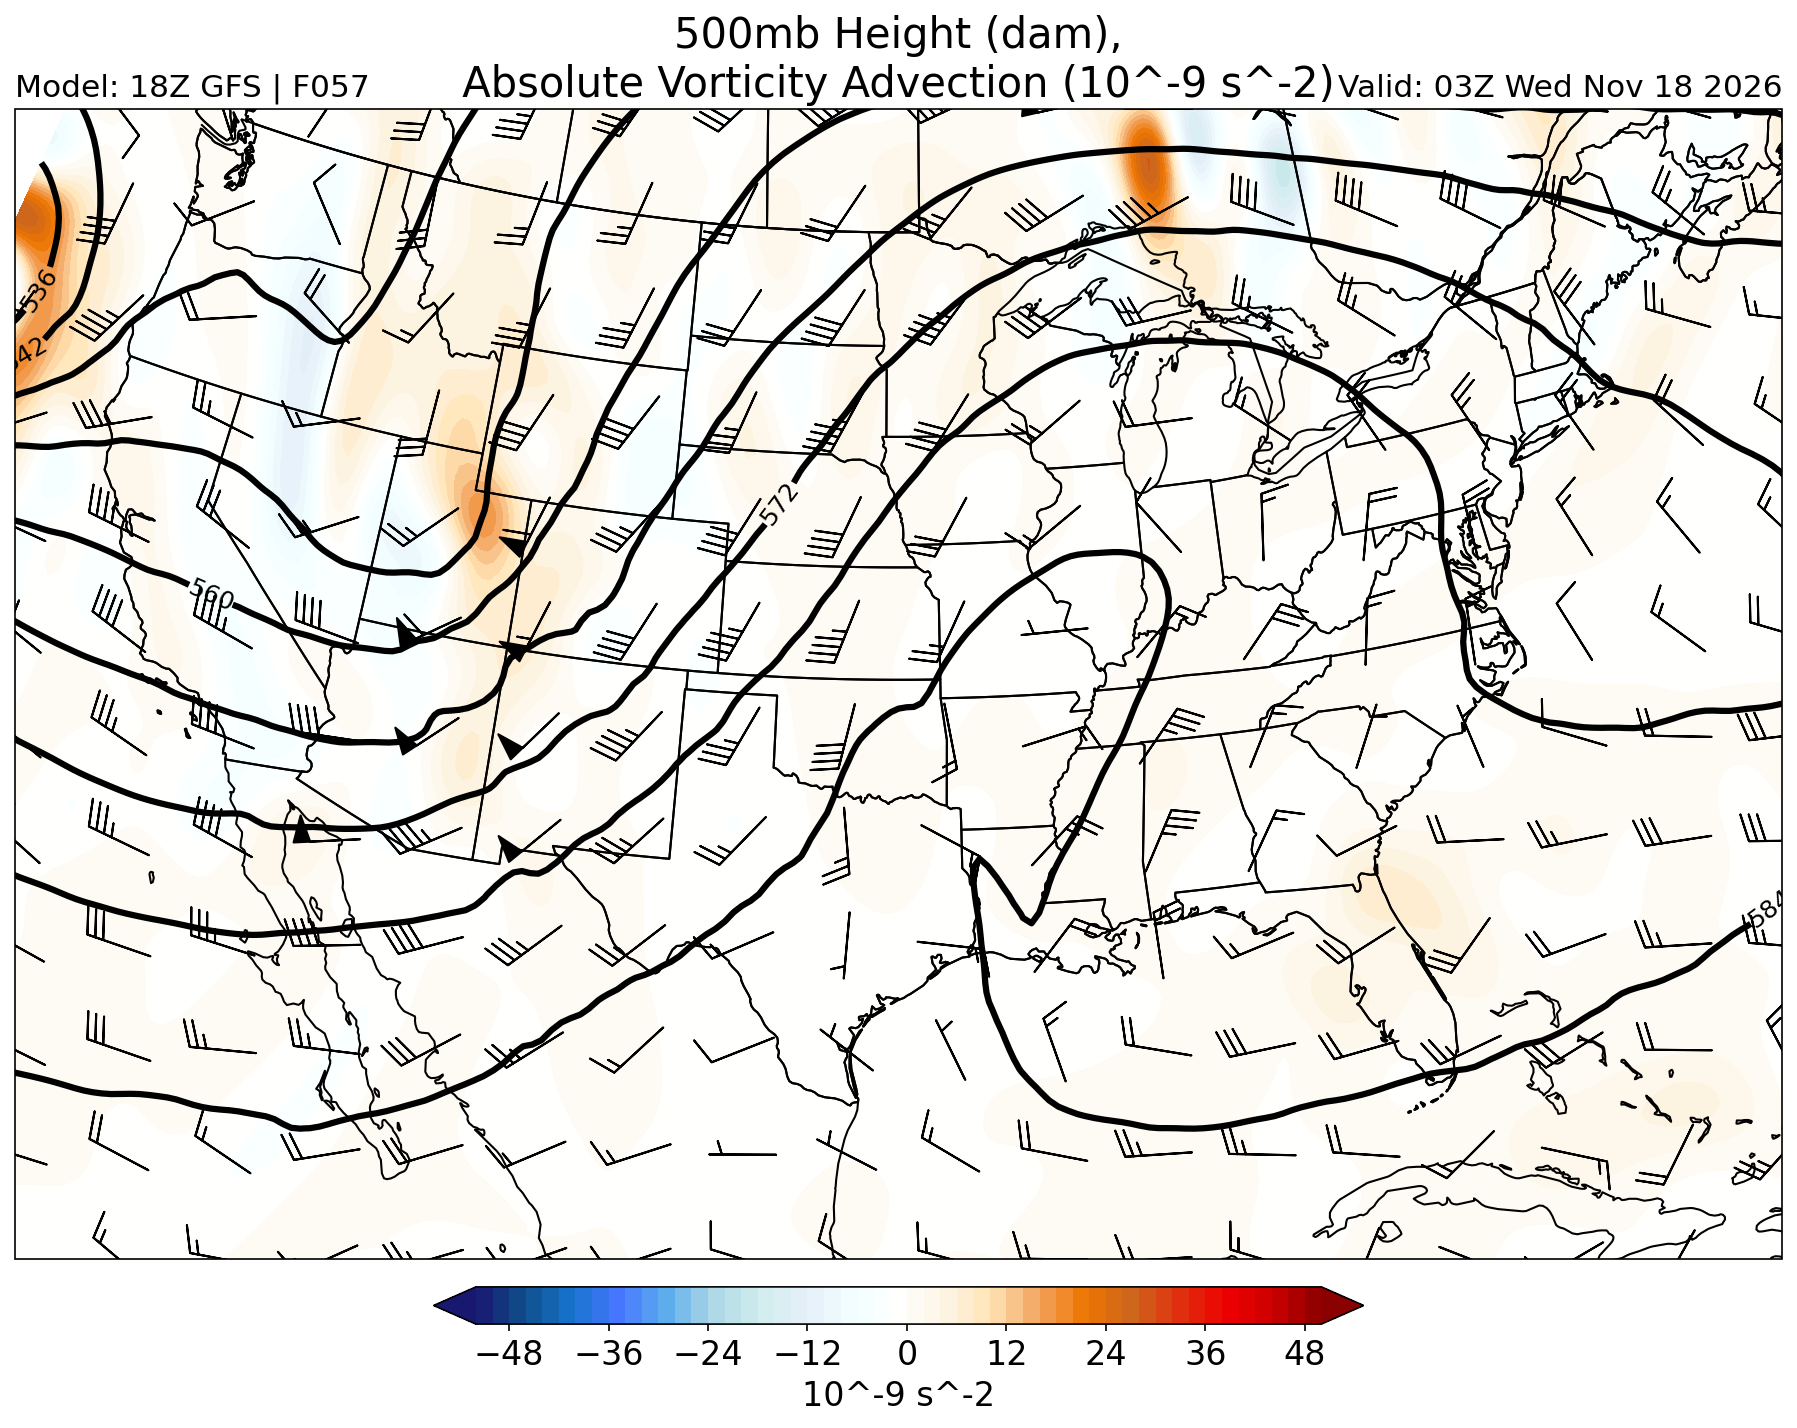 500mb Height (dam),
Model: 18Z GFS | F057
Absolute Vorticity Advection (10^-9 s^-2)
Valid: 03Z Wed Nov 18 2026
536
542
560
572
584
−48 −36 −24 −12 0 12 24 36 48
10^-9 s^-2